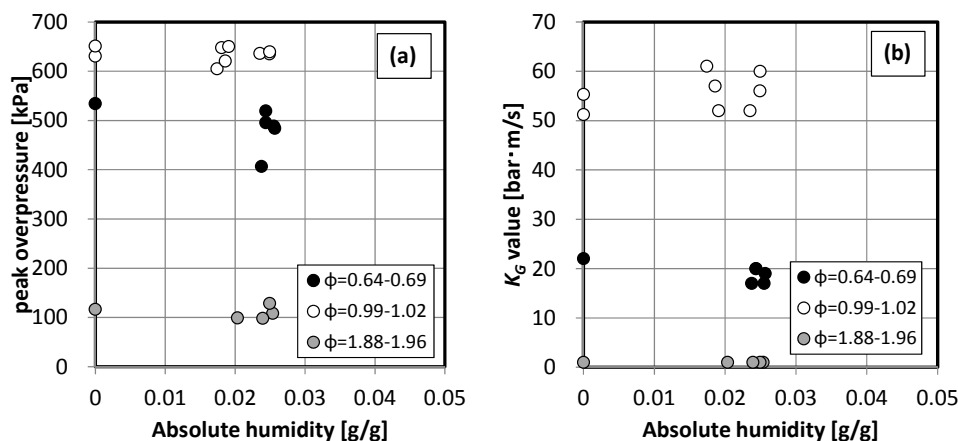 700
600
500
400
300
200
100
0
peak overpressure [kPa]
(a)
ϕ=0.64-0.69
ϕ=0.99-1.02
ϕ=1.88-1.96
0 0.01 0.02 0.03 0.04 0.05
Absolute humidity [g/g]
70
60
50
40
30
20
10
0
K_G value [bar·m/s]
(b)
ϕ=0.64-0.69
ϕ=0.99-1.02
ϕ=1.88-1.96
0 0.01 0.02 0.03 0.04 0.05
Absolute humidity [g/g]